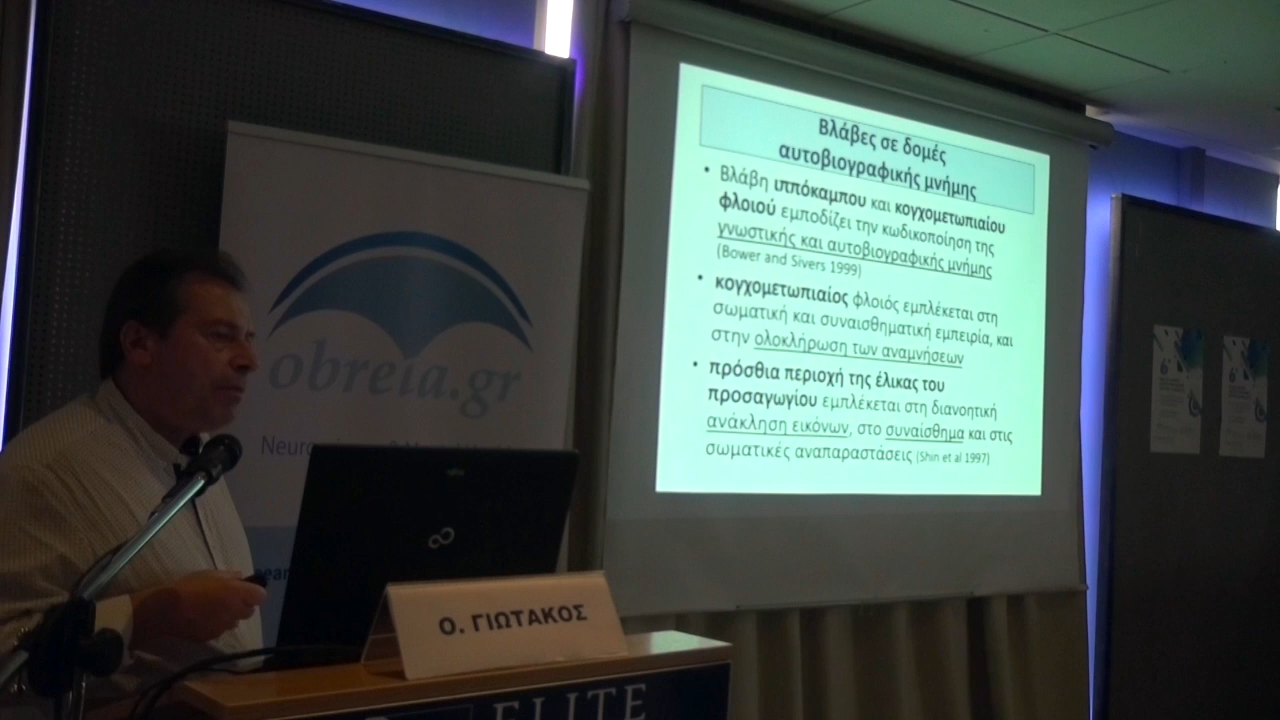 Βλάβες σε δομές
αυτοβιογραφικής μνήμης
• Βλάβη ιππόκαμπου και κογχομετωπιαίου
φλοιού εμποδίζει την κωδικοποίηση της
γνωστικής και αυτοβιογραφικής μνήμης
(Bower and Sivers 1999)
• κογχομετωπιαίος φλοιός εμπλέκεται στη
σωματική και συναισθηματική εμπειρία, και
στην ολοκλήρωση των αναμνήσεων
• πρόσθια περιοχή της έλικας του
προσαγωγίου εμπλέκεται στη διανοητική
ανάκληση εικόνων, στο συναίσθημα και στις
σωματικές αναπαραστάσεις (Shin et al 1997)
obreia.gr
Ο. ΓΙΩΤΑΚΟΣ
ELITE